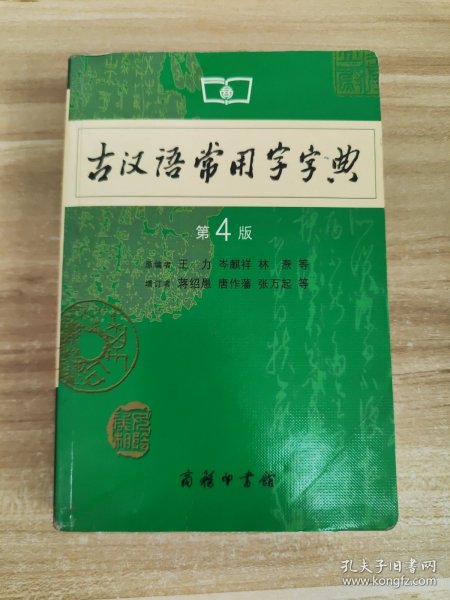 古汉语常用字字典
第4版
原编者 王力 岑麒祥 林焘 等
增订者 蒋绍愚 唐作藩 张万起 等
商务印书馆
孔夫子旧书网
www.kongfz.com